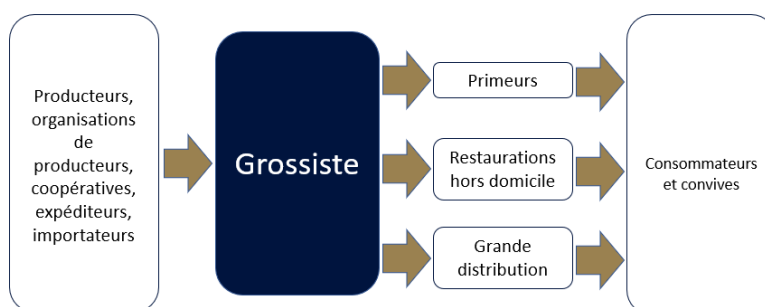 Producteurs,
organisations
de
producteurs,
coopératives,
expéditeurs,
importateurs
Grossiste
Primeurs
Restaurations
hors domicile
Grande
distribution
Consommateurs
et convives